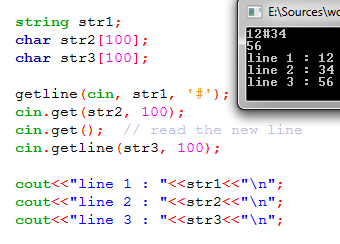 string str1;
char str2[100];
char str3[100];
getline(cin, str1, '#');
cin.get(str2, 100);
cin.get();  // read the new line
cin.getline(str3, 100);
cout<<"line 1 : "<<str1<<"\n";
cout<<"line 2 : "<<str2<<"\n";
cout<<"line 3 : "<<str3<<"\n";
E:\Sources\wo
12#34
56
line 1 : 12
line 2 : 34
line 3 : 56